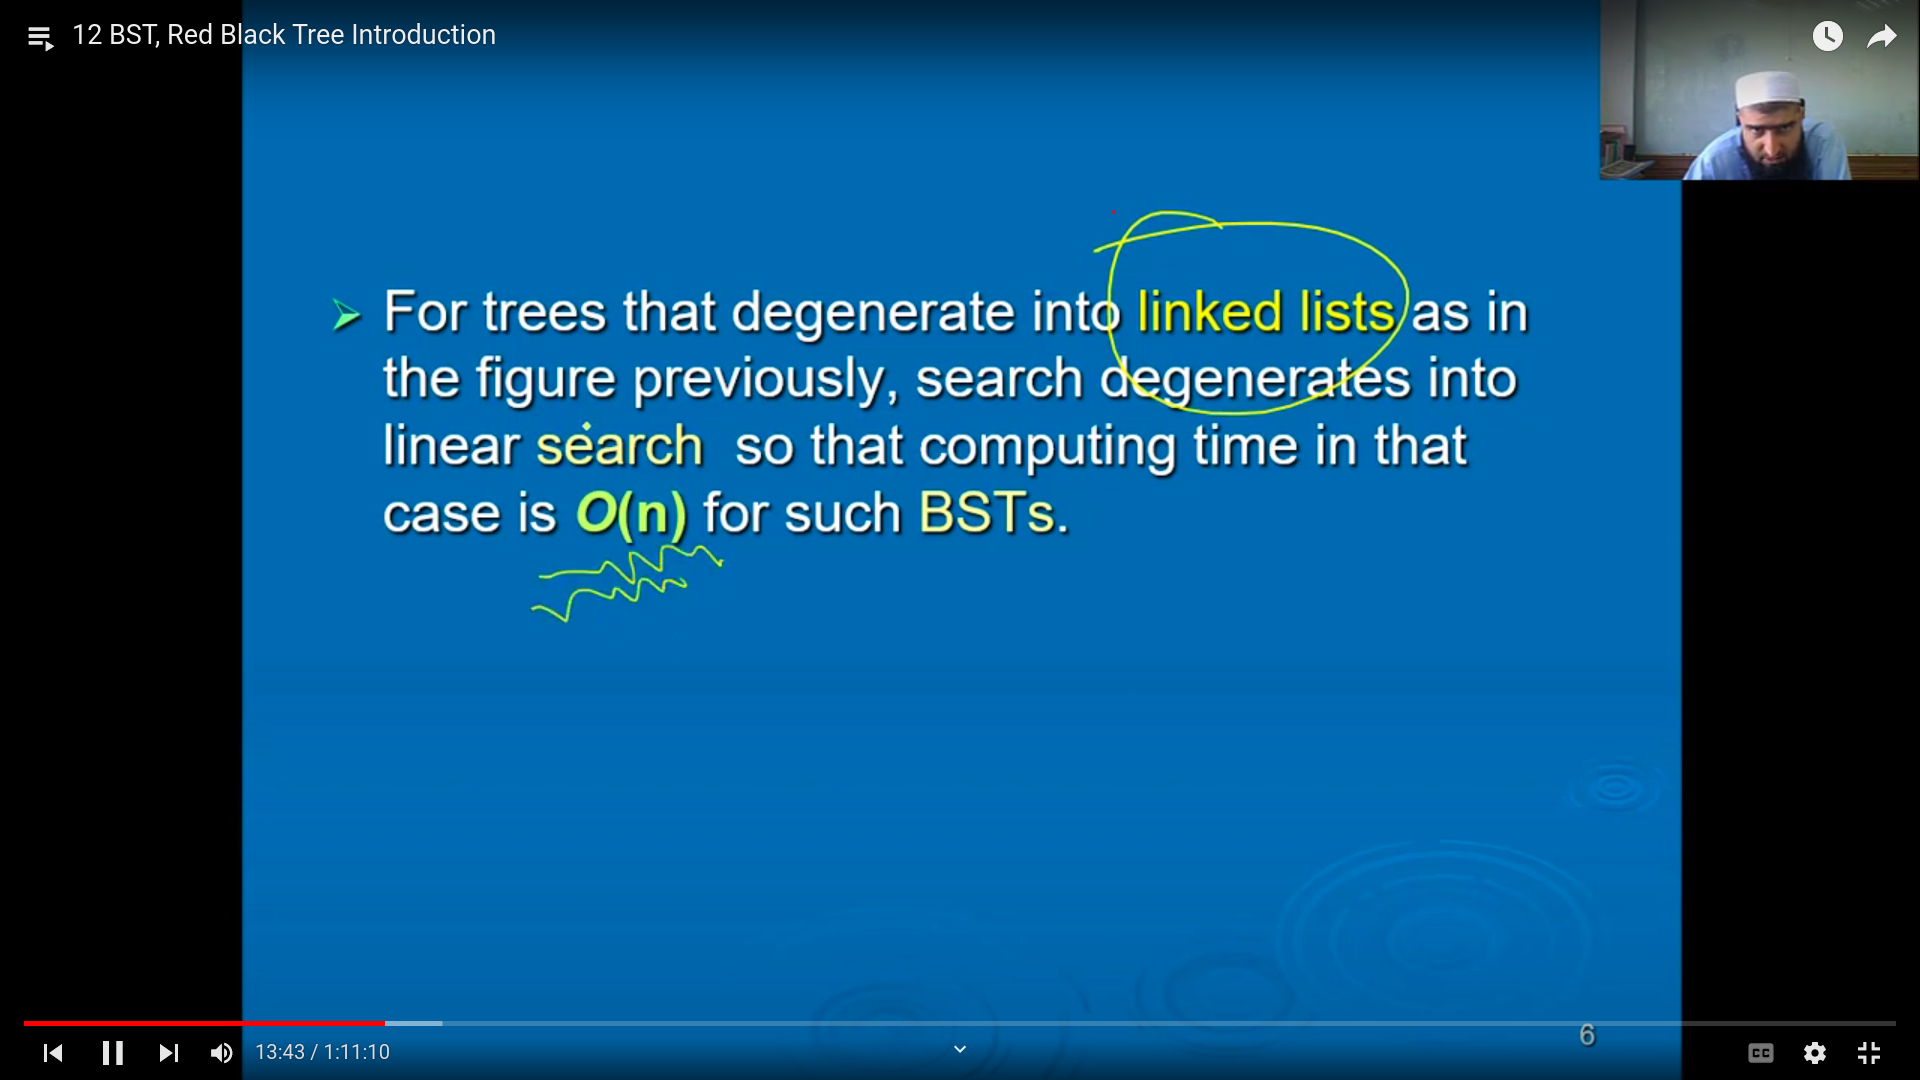 12 BST, Red Black Tree Introduction
For trees that degenerate into linked lists as in
the figure previously, search degenerates into
linear search so that computing time in that
case is O(n) for such BSTs.
6
13:43 / 1:11:10
CC